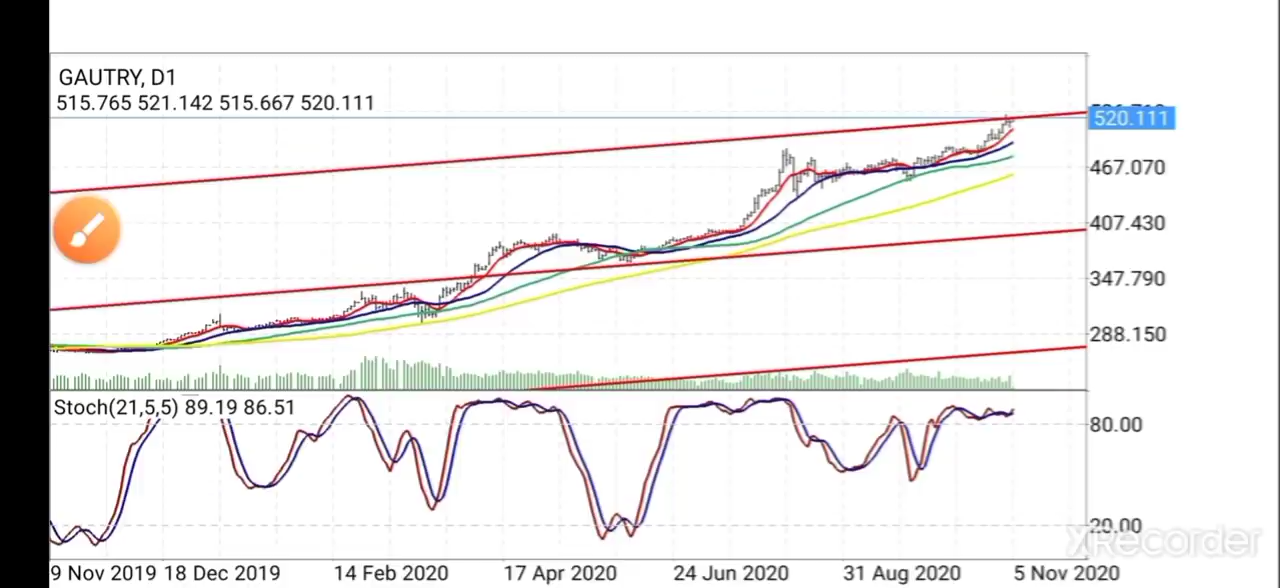 GAUTRY, D1
515.765 521.142 515.667 520.111
520.111
467.070
407.430
347.790
288.150
Stoch(21,5,5) 89.19 86.51
80.00
20.00
XRecorder
9 Nov 2019 18 Dec 2019 14 Feb 2020 17 Apr 2020 24 Jun 2020 31 Aug 2020 5 Nov 2020